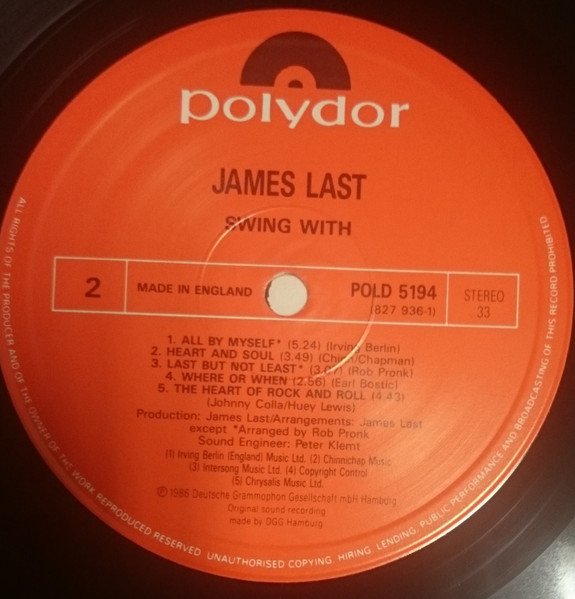 polydor
JAMES LAST
SWING WITH
2
MADE IN ENGLAND
POLD 5194
(827 936-1)
STEREO
33
1. ALL BY MYSELF* (5.24) (Irving Berlin)
2. HEART AND SOUL (3.49) (Chinn/Chapman)
3. LAST BUT NOT LEAST* (3.07) (Rob Pronk)
4. WHERE OR WHEN (2.56) (Earl Bostic)
5. THE HEART OF ROCK AND ROLL (4.43)
(Johnny Colla/Huey Lewis)
Production: James Last/Arrangements: James Last
except *Arranged by Rob Pronk
Sound Engineer: Peter Klemt
(1) Irving Berlin (England) Music Ltd. (2) Chinnichap Music
(3) Intersong Music Ltd. (4) Copyright Control
(5) Chrysalis Music Ltd.
℗ 1986 Deutsche Grammophon Gesellschaft mbH Hamburg
Original sound recording
made by DGG Hamburg
ALL RIGHTS OF THE PRODUCER AND OF THE OWNER OF THE WORK REPRODUCED RESERVED. UNAUTHORISED COPYING, HIRING, LENDING, PUBLIC PERFORMANCE AND BROADCASTING OF THIS RECORD PROHIBITED